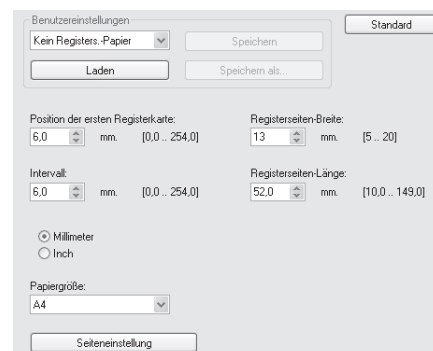 Benutzereinstellungen
Standard
Kein Registers.-Papier
Speichern
Laden
Speichern als...
Position der ersten Registerkarte:
Registerseiten-Breite:
6,0 mm. [0,0 .. 254,0]
13 mm. [5 .. 20]
Intervall:
Registerseiten-Länge:
6,0 mm. [0,0 .. 254,0]
52,0 mm. [10,0 .. 149,0]
Millimeter
Inch
Papiergröße:
A4
Seiteneinstellung